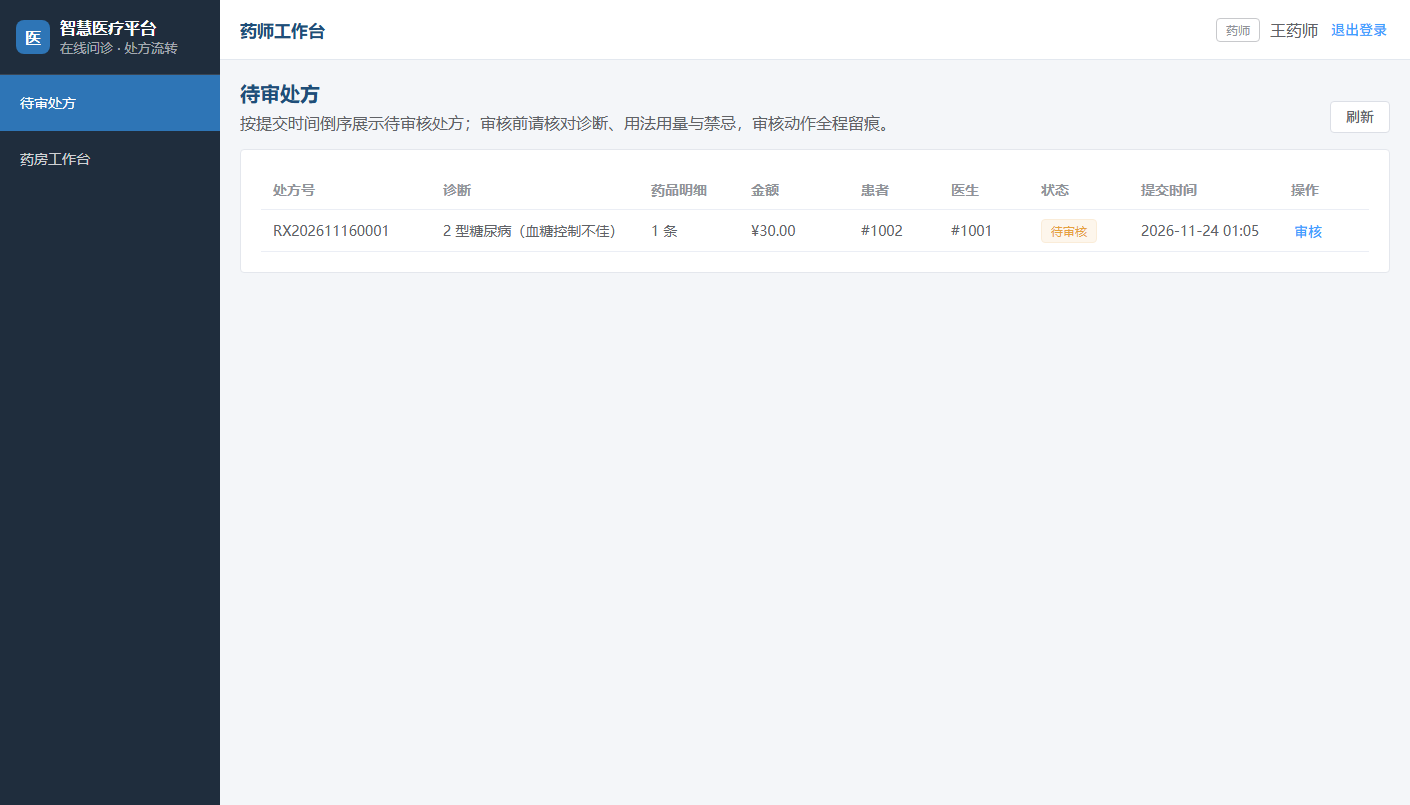 医
智慧医疗平台
在线问诊 · 处方流转
待审处方
药房工作台
药师工作台
药师 王药师 退出登录
待审处方
按提交时间倒序展示待审核处方；审核前请核对诊断、用法用量与禁忌，审核动作全程留痕。
刷新
处方号 诊断 药品明细 金额 患者 医生 状态 提交时间 操作
RX202611160001 2 型糖尿病（血糖控制不佳） 1 条 ¥30.00 #1002 #1001 待审核 2026-11-24 01:05 审核